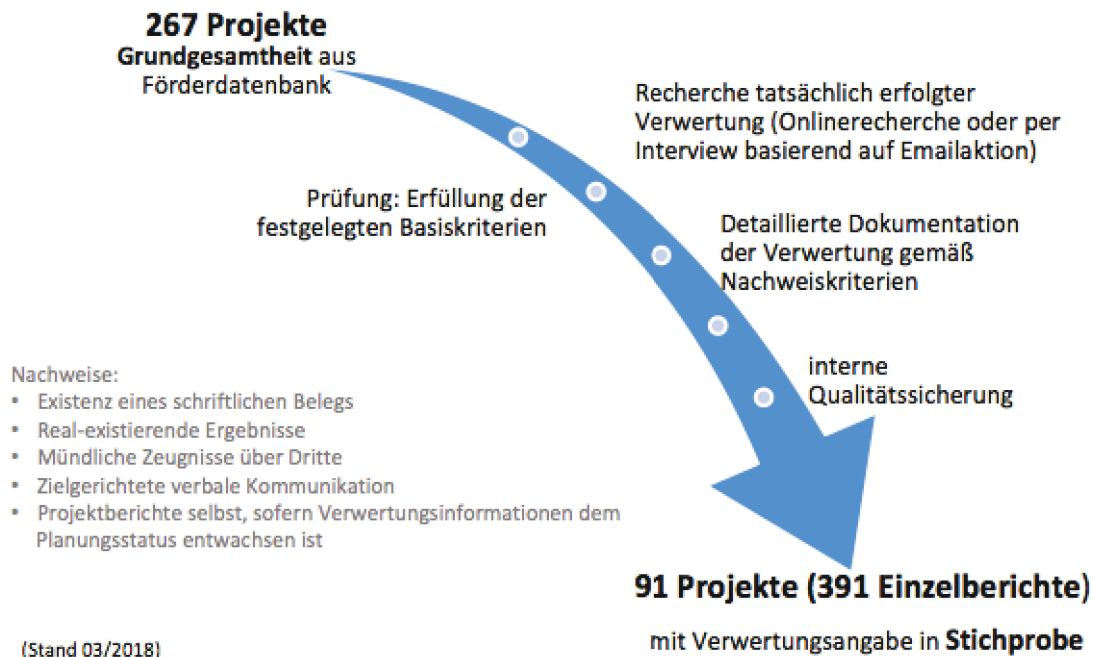 267 Projekte
Grundgesamtheit aus
Förderdatenbank
Recherche tatsächlich erfolgter
Verwertung (Onlinerecherche oder per
Interview basierend auf Emailaktion)
Prüfung: Erfüllung der
festgelegten Basiskriterien
Detaillierte Dokumentation
der Verwertung gemäß
Nachweiskriterien
interne
Qualitätssicherung
Nachweise:
• Existenz eines schriftlichen Belegs
• Real-existierende Ergebnisse
• Mündliche Zeugnisse über Dritte
• Zielgerichtete verbale Kommunikation
• Projektberichte selbst, sofern Verwertungsinformationen dem
Planungsstatus entwachsen ist
91 Projekte (391 Einzelberichte)
mit Verwertungsangabe in Stichprobe
(Stand 03/2018)